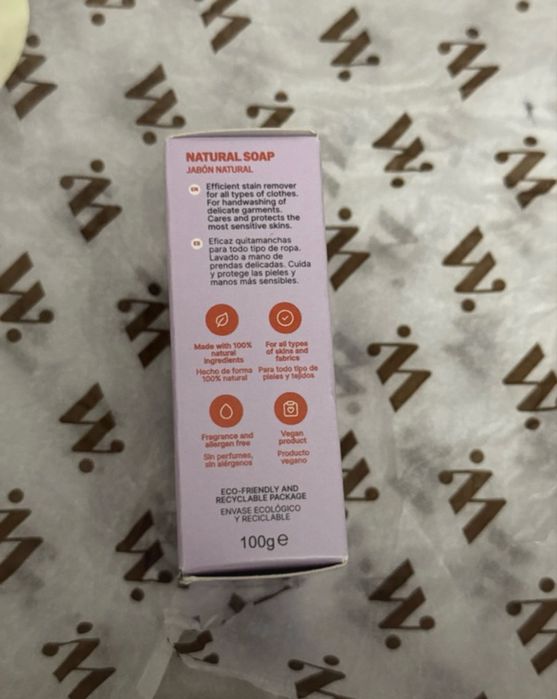 NATURAL SOAP
JABÓN NATURAL
EN
Efficient stain remover
for all types of clothes.
For handwashing of
delicate garments.
Cares and protects the
most sensitive skins.
ES
Eficaz quitamanchas
para todo tipo de ropa.
Lavado a mano de
prendas delicadas. Cuida
y protege las pieles y
manos más sensibles.
Made with 100%
natural
ingredients
Hecho de forma
100% natural
For all types
of skins and
fabrics
Para todo tipo de
pieles y tejidos
Fragrance and
allergen free
Sin perfumes,
sin alérgenos
Vegan
product
Producto
vegano
ECO-FRIENDLY AND
RECYCLABLE PACKAGE
ENVASE ECOLÓGICO
Y RECICLABLE
100g℮